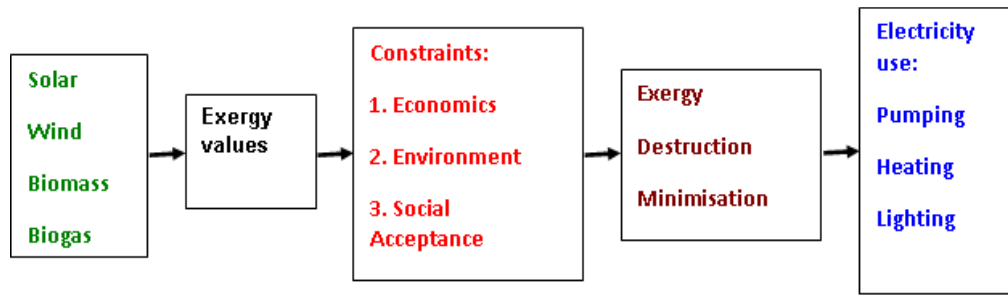 Solar
Wind
Biomass
Biogas
Exergy
values
Constraints:
1. Economics
2. Environment
3. Social
Acceptance
Exergy
Destruction
Minimisation
Electricity
use:
Pumping
Heating
Lighting